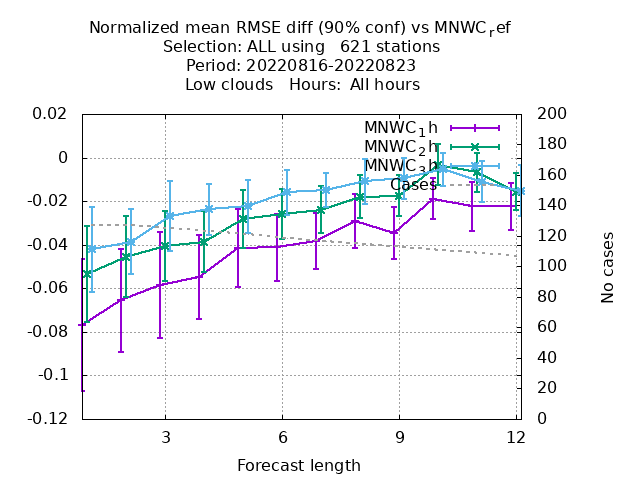 Normalized mean RMSE diff (90% conf) vs MNWC_ref
Selection: ALL using 621 stations
Period: 20220816-20220823
Low clouds Hours: All hours
0.02
0
-0.02
-0.04
-0.06
-0.08
-0.1
-0.12
200
180
160
140
120
100
80
60
40
20
0
MNWC_1h
MNWC_2h
MNWC_3h
Cases
No cases
3 6 9 12
Forecast length